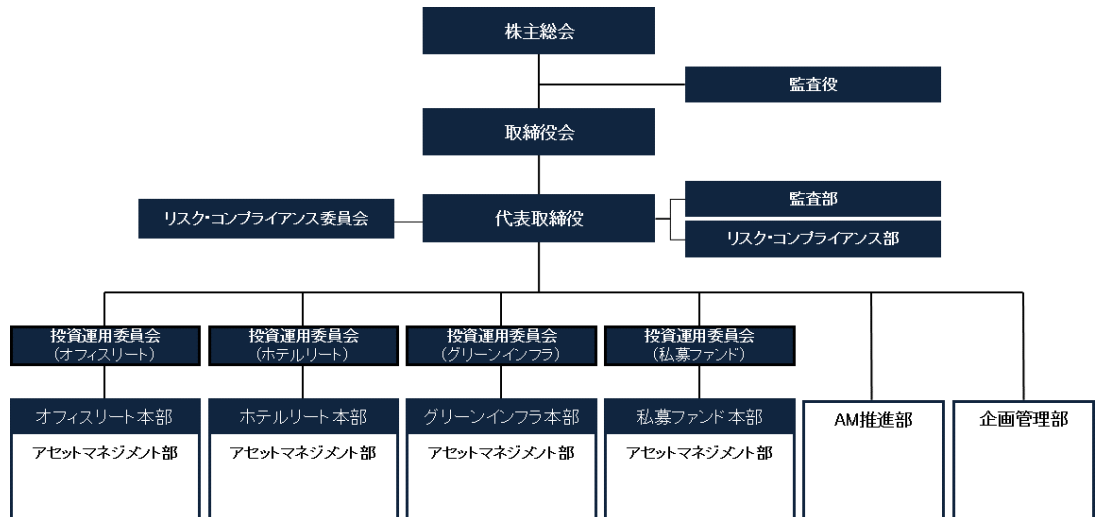 株主総会
監査役
取締役会
リスク・コンプライアンス委員会
代表取締役
監査部
リスク・コンプライアンス部
投資運用委員会
(オフィスリート)
投資運用委員会
(ホテルリート)
投資運用委員会
(グリーンインフラ)
投資運用委員会
(私募ファンド)
オフィスリート本部
アセットマネジメント部
ホテルリート本部
アセットマネジメント部
グリーンインフラ本部
アセットマネジメント部
私募ファンド本部
アセットマネジメント部
AM推進部
企画管理部